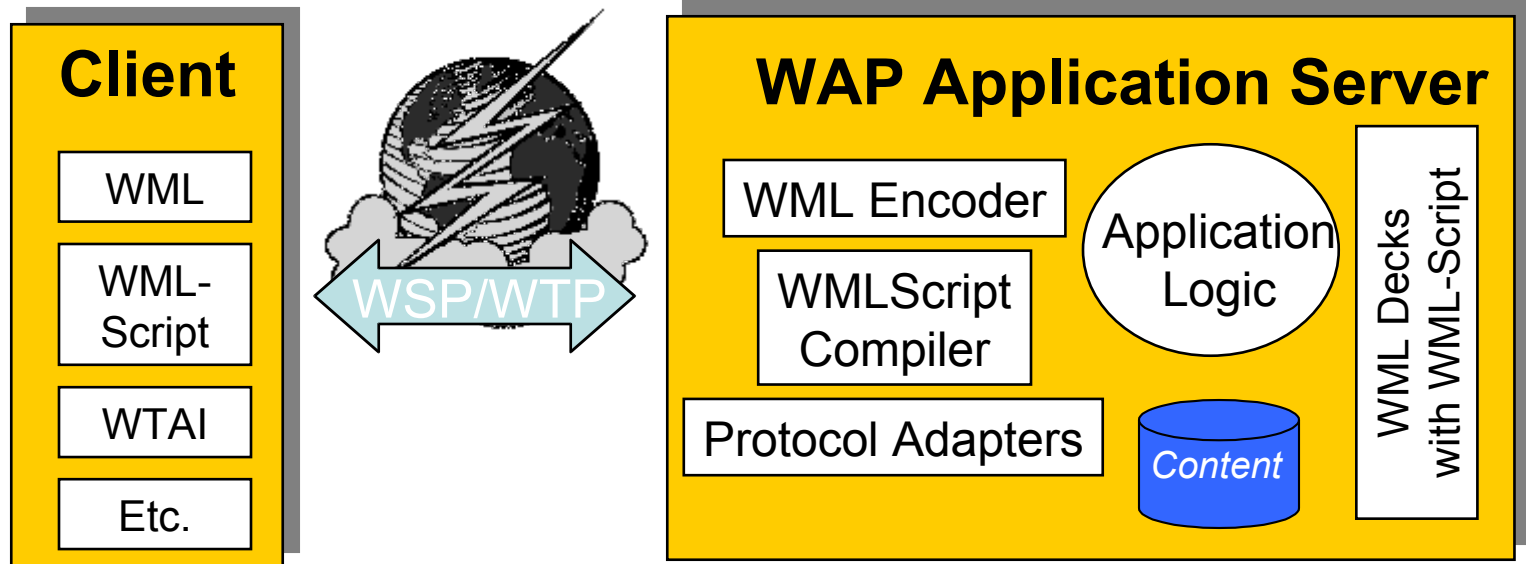 Client
WML
WML-
Script
WTAI
Etc.
WSP/WTP
WAP Application Server
WML Encoder
WMLScript
Compiler
Protocol Adapters
Application
Logic
Content
WML Decks
with WML-Script